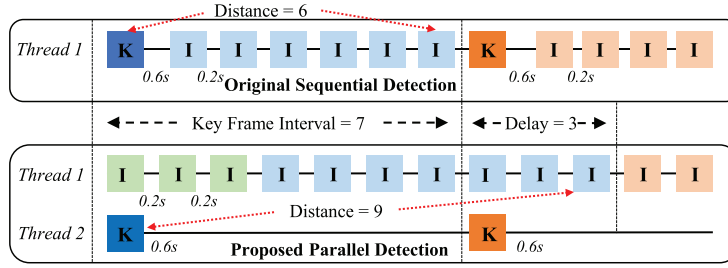 Distance = 6
Thread 1 K I I I I I I K I I I I
0.6s 0.2s 0.6s 0.2s
Original Sequential Detection
Key Frame Interval = 7 Delay = 3
Thread 1 I I I I I I I I I I I I
0.2s 0.2s
Distance = 9
Thread 2 K K
0.6s 0.6s
Proposed Parallel Detection